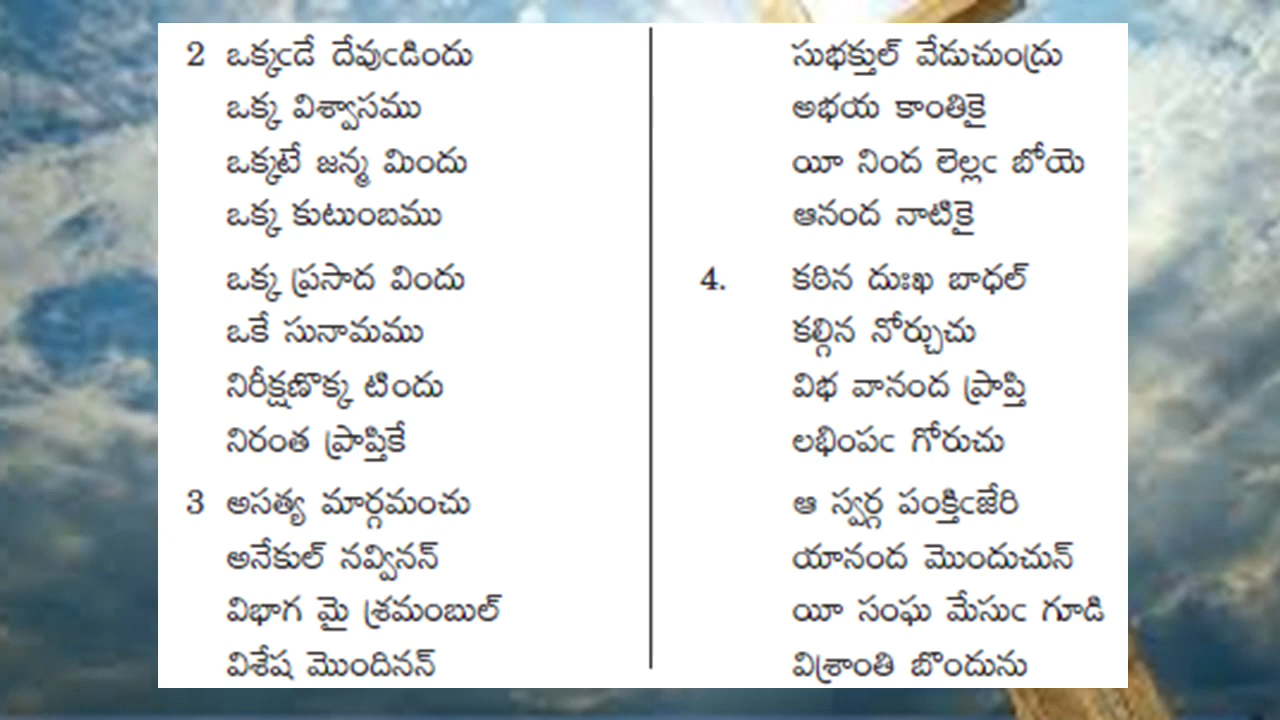 2 ఒక్కఁడే దేవుఁడిందు
ఒక్క విశ్వాసము
ఒక్కటే జన్మ మిందు
ఒక్క కుటుంబము
ఒక్క ప్రసాద విందు
ఒకే సునామము
నిరీక్షణొక్క టిందు
నిరంత ప్రాప్తికే
3 అసత్య మార్గమంచు
అనేకుల్ నవ్వినన్
విభాగ మై శ్రమంబుల్
విశేష మొందినన్
సుభక్తుల్ వేడుచుంద్రు
అభయ కాంతికై
యీ నింద లెల్లఁ బోయె
ఆనంద నాటికై
4. కఠిన దుఃఖ బాధల్
కల్గిన నోర్చుచు
విభ వానంద ప్రాప్తి
లభింపఁ గోరుచు
ఆ స్వర్గ పంక్తిఁజేరి
యానంద మొందుచున్
యీ సంఘ మేసుఁ గూడి
విశ్రాంతి బొందును